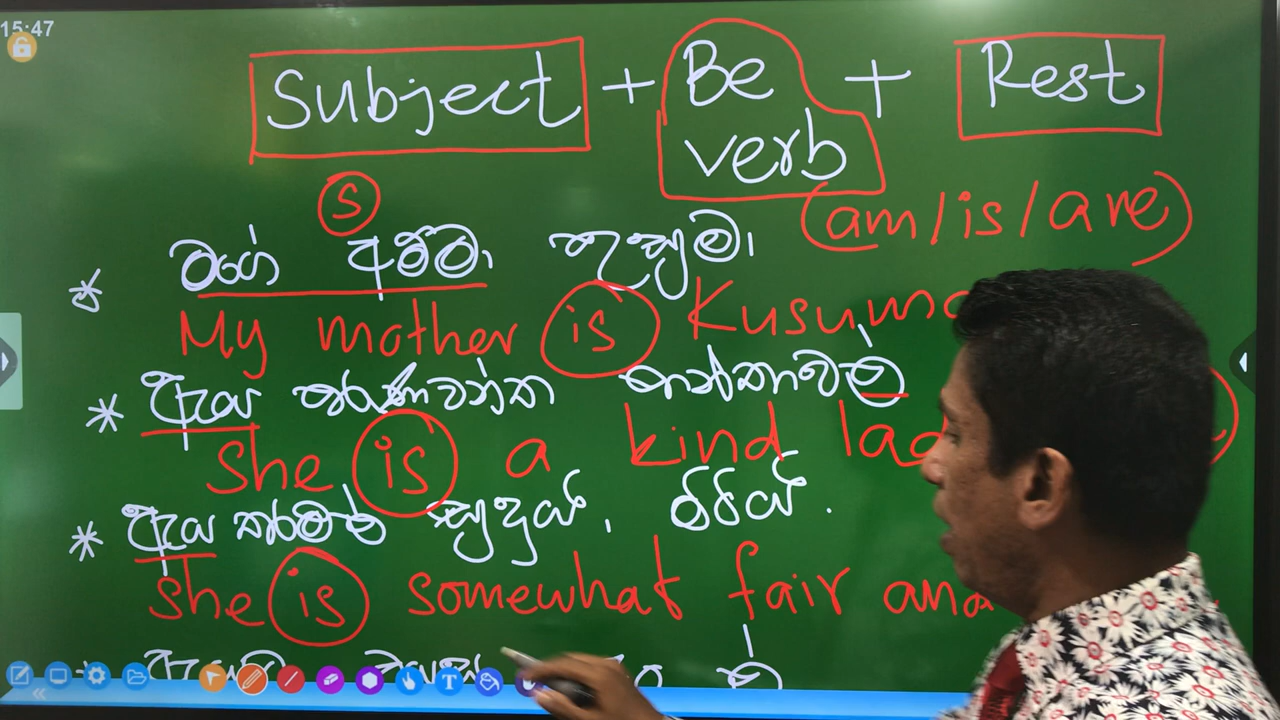 15:47
Subject + Be verb + Rest
S
(am/is/are)
* මගේ අම්මා කුසුමා
My mother is Kusuma
* ඇය කරුණාවන්ත කාන්තාවක්
She is a kind
* ඇය තරමක් සුදුයි,
she is somewhat fair and